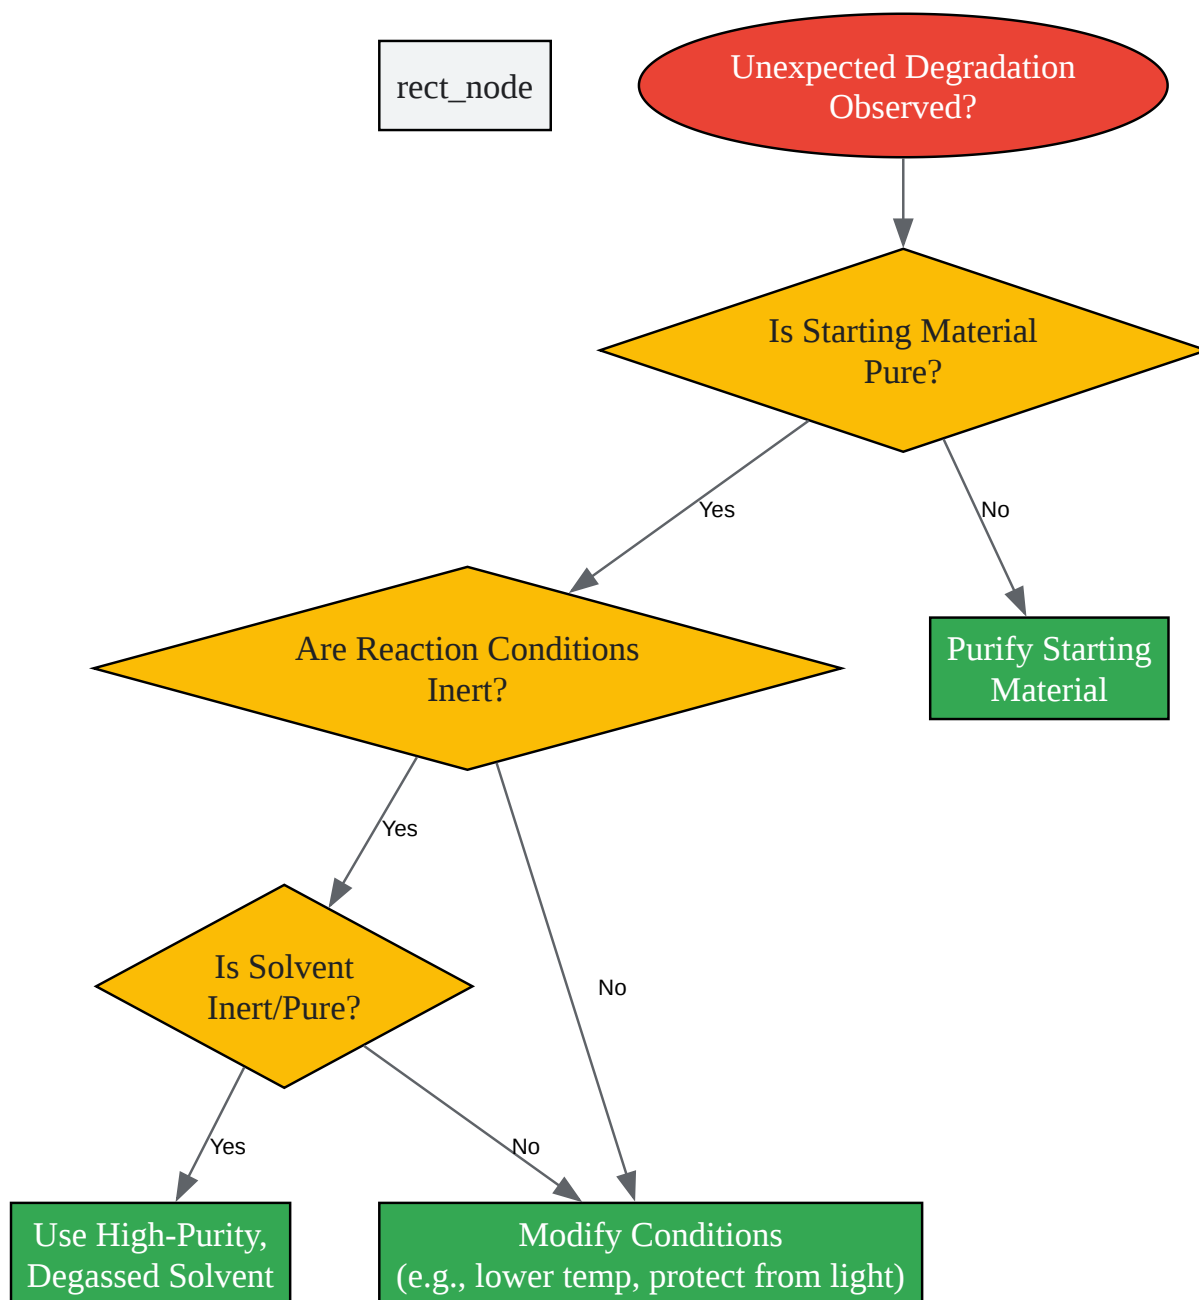 rect_node
Unexpected Degradation
Observed?
Is Starting Material
Pure?
Yes
No
Are Reaction Conditions
Inert?
Purify Starting
Material
Yes
Is Solvent
Inert/Pure?
No
Yes
No
Use High-Purity,
Degassed Solvent
Modify Conditions
(e.g., lower temp, protect from light)